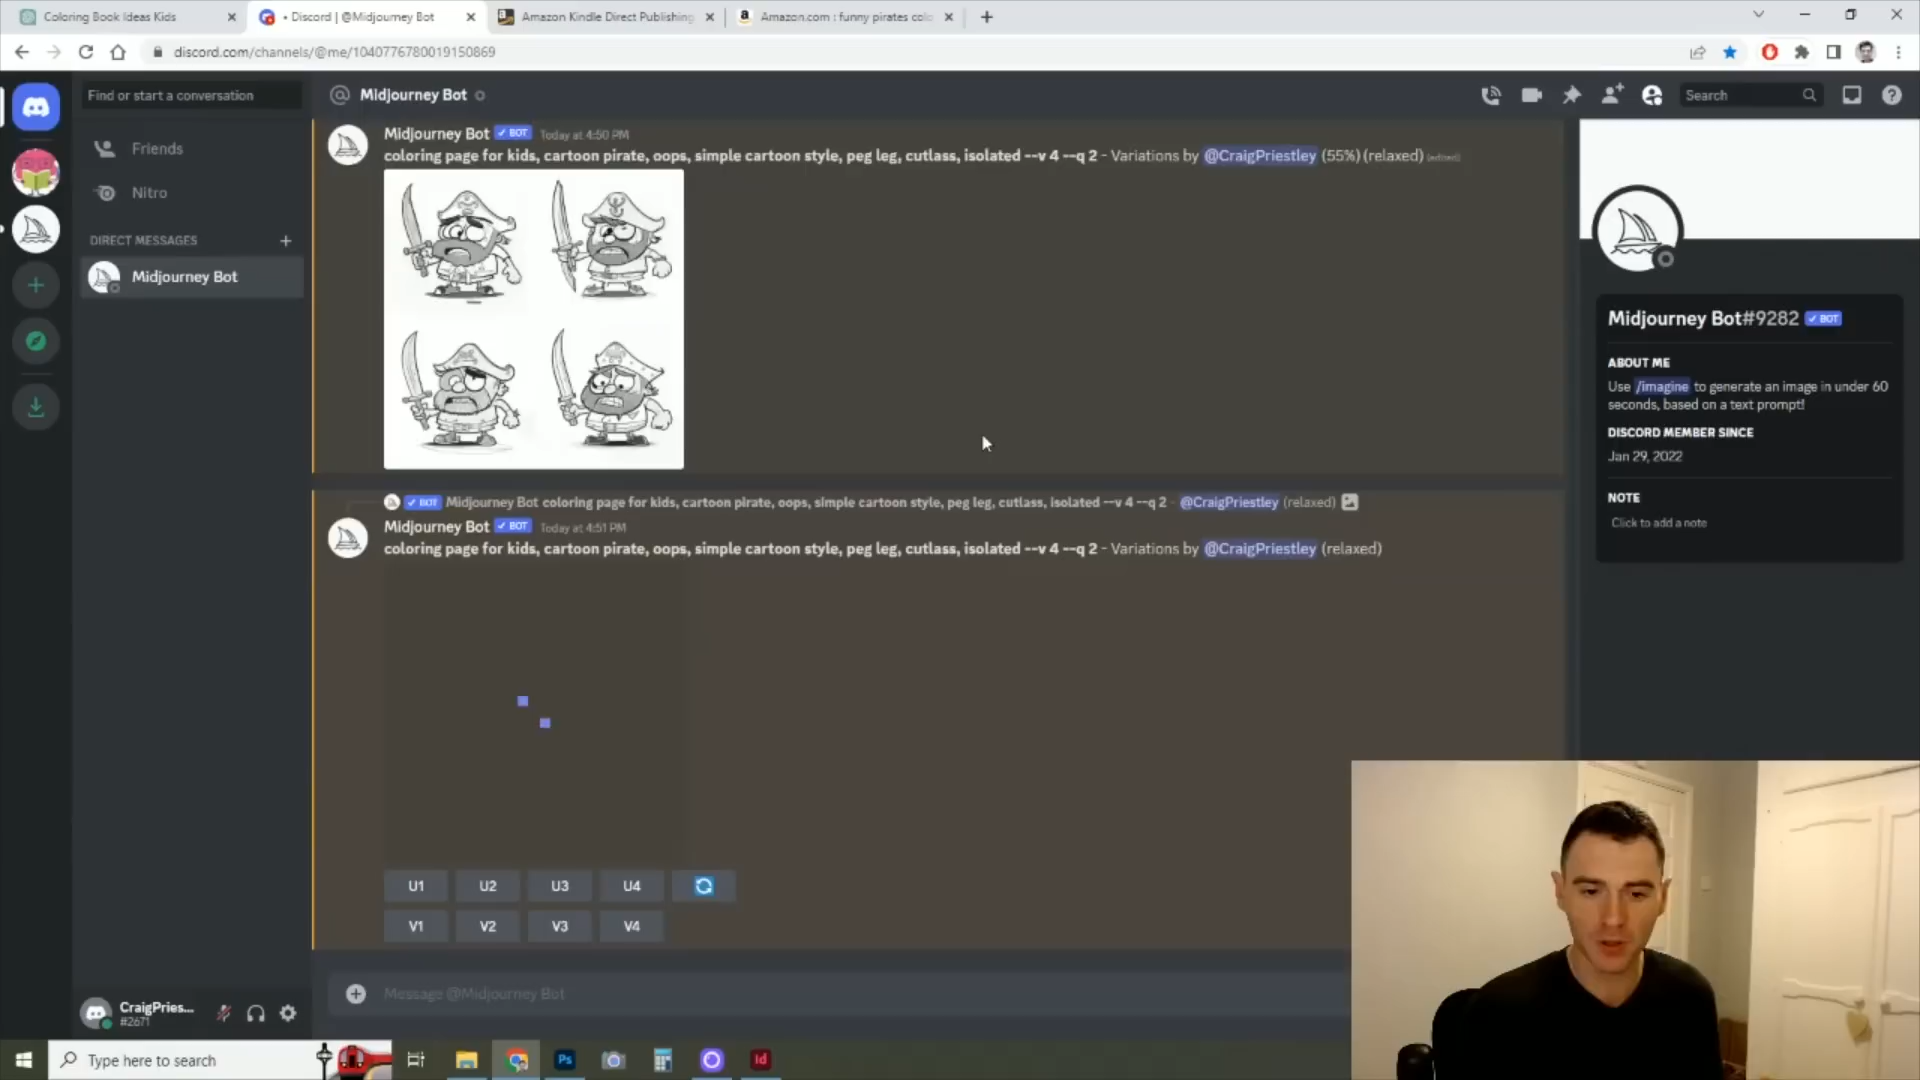 Coloring Book Ideas Kids
• Discord | @Midjourney Bot
Amazon Kindle Direct Publishing
Amazon.com : funny pirates colo
discord.com/channels/@me/1040776780019150869
Find or start a conversation
Midjourney Bot
Search
Friends
Nitro
DIRECT MESSAGES
Midjourney Bot
Midjourney Bot BOT Today at 4:50 PM
coloring page for kids, cartoon pirate, oops, simple cartoon style, peg leg, cutlass, isolated --v 4 --q 2 - Variations by @CraigPriestley (55%) (relaxed) (edited)
BOT Midjourney Bot coloring page for kids, cartoon pirate, oops, simple cartoon style, peg leg, cutlass, isolated --v 4 --q 2 - @CraigPriestley (relaxed)
Midjourney Bot BOT Today at 4:51 PM
coloring page for kids, cartoon pirate, oops, simple cartoon style, peg leg, cutlass, isolated --v 4 --q 2 - Variations by @CraigPriestley (relaxed)
U1 U2 U3 U4
V1 V2 V3 V4
Message @Midjourney Bot
Midjourney Bot#9282 BOT
ABOUT ME
Use /imagine to generate an image in under 60
seconds, based on a text prompt!
DISCORD MEMBER SINCE
Jan 29, 2022
NOTE
Click to add a note
CraigPries...
#2671
Type here to search
Ps
Id